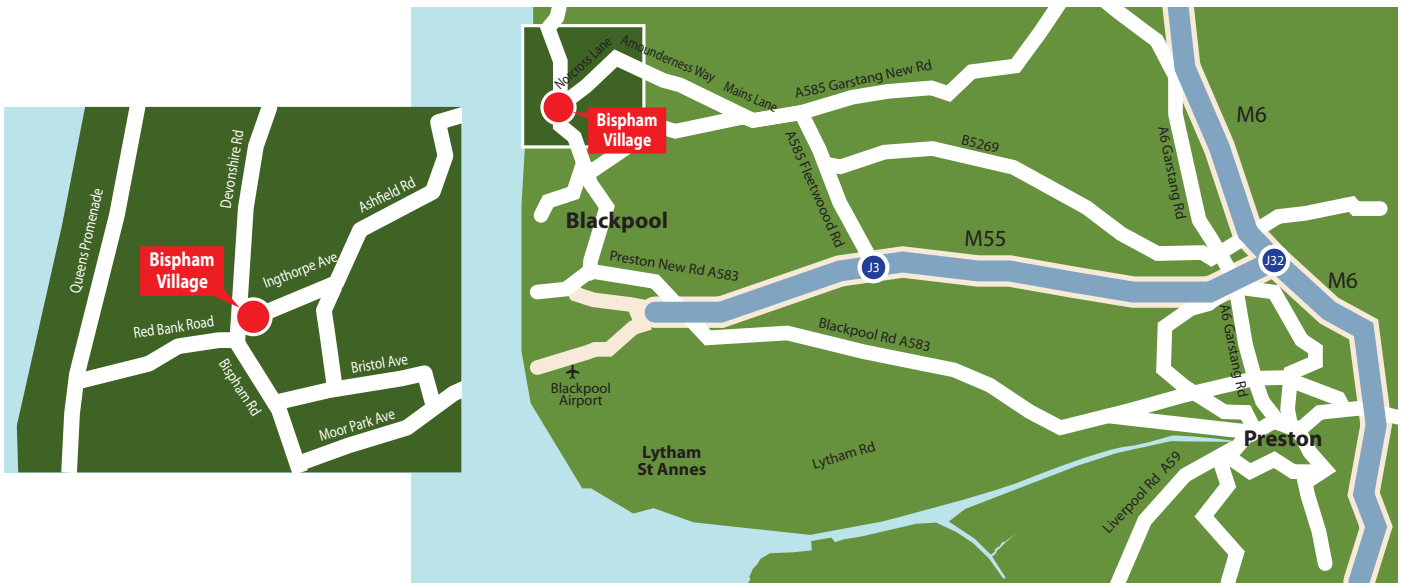 Queens Promenade
Devonshire Rd
Ashfield Rd
Bispham
Village
Ingthorpe Ave
Red Bank Road
Bispham Rd
Bristol Ave
Moor Park Ave
Norcross Lane
Amounderness Way
Mains Lane
A585 Garstang New Rd
Bispham
Village
A585 Fleetwoood Rd
B5269
A6 Garstang Rd
M6
Blackpool
M55
J3
J32
M6
Preston New Rd A583
Blackpool Rd A583
A6 Garstang Rd
Blackpool
Airport
Lytham
St Annes
Lytham Rd
Preston
Liverpool Rd A59